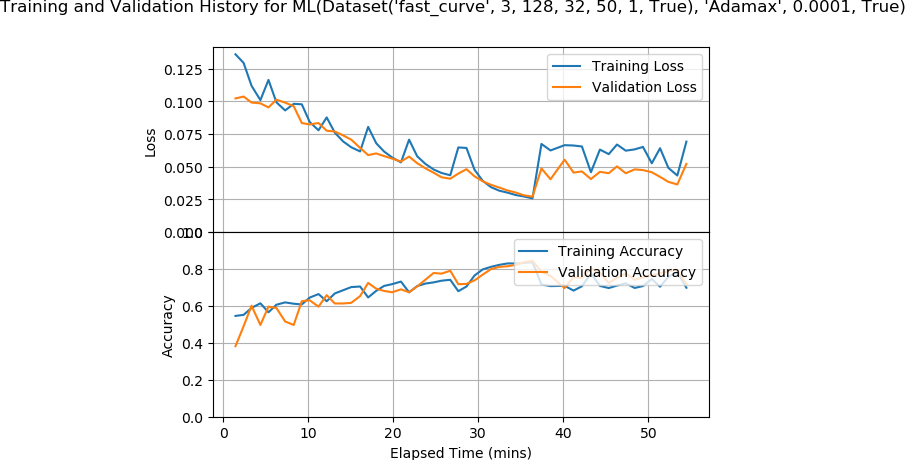 Training and Validation History for ML(Dataset('fast_curve', 3, 128, 32, 50, 1, True), 'Adamax', 0.0001, True)
Training Loss
Validation Loss
0.125
0.100
0.075
0.050
0.025
0.000
Loss
1.0
0.8
0.6
0.4
0.2
0.0
Accuracy
Training Accuracy
Validation Accuracy
0 10 20 30 40 50
Elapsed Time (mins)